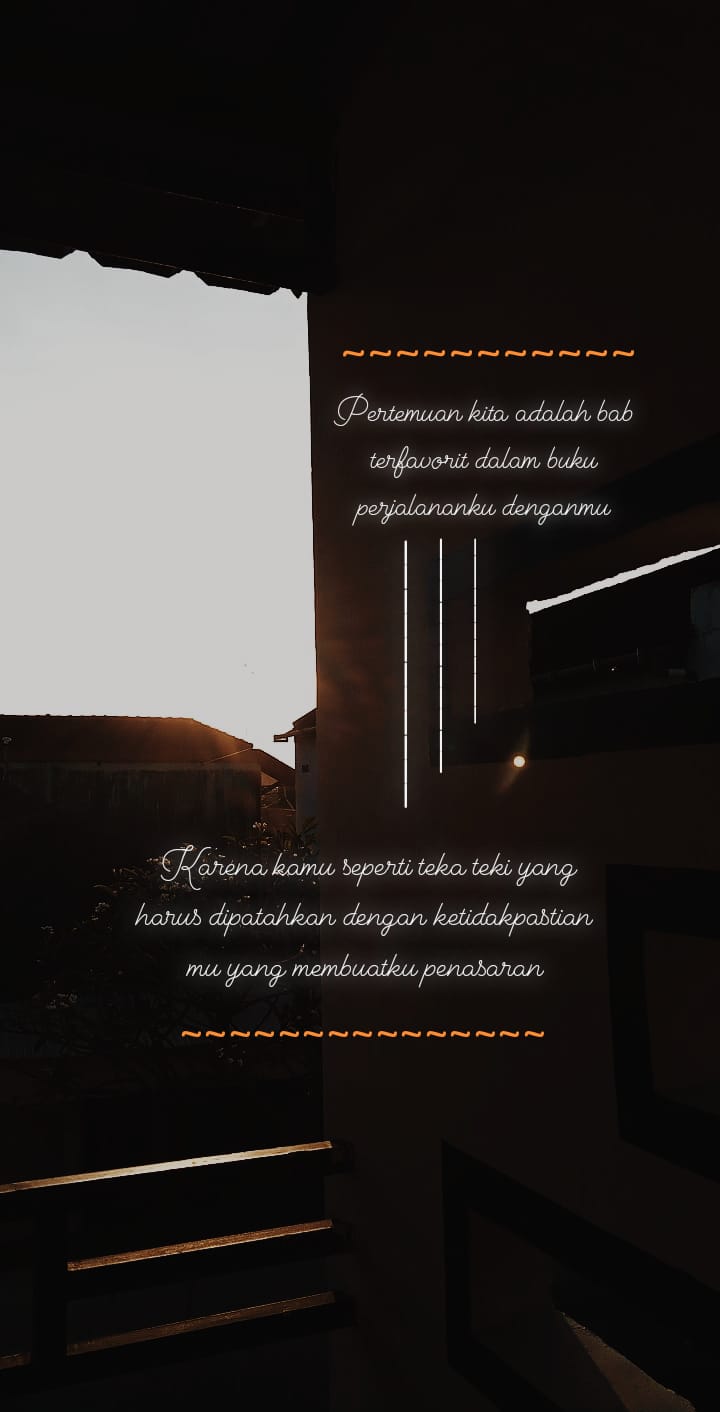 ~~~~~~~~~~~
Pertemuan kita adalah bab
terfavorit dalam buku
perjalananku denganmu
Karena kamu seperti teka teki yang
harus dipatahkan dengan ketidakpastian
mu yang membuatku penasaran
~~~~~~~~~~~~~~~